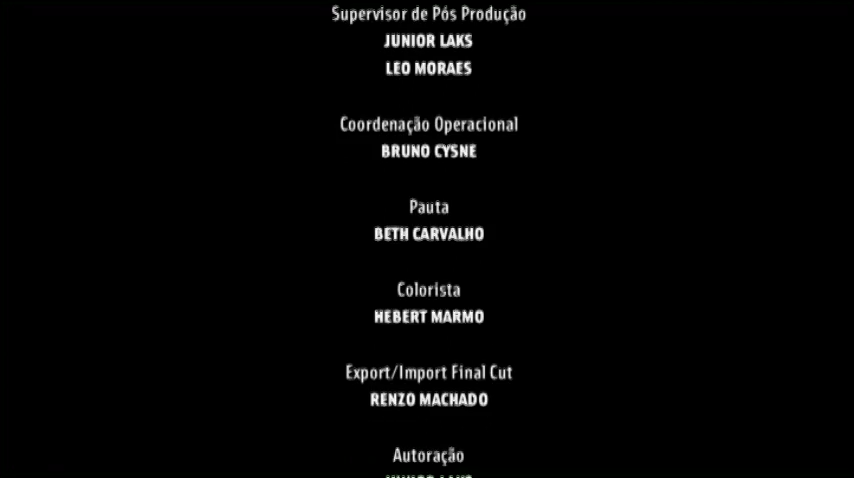 Supervisor de Pós Produção
JUNIOR LAKS
LEO MORAES
Coordenação Operacional
BRUNO CYSNE
Pauta
BETH CARVALHO
Colorista
HEBERT MARMO
Export/Import Final Cut
RENZO MACHADO
Autoração